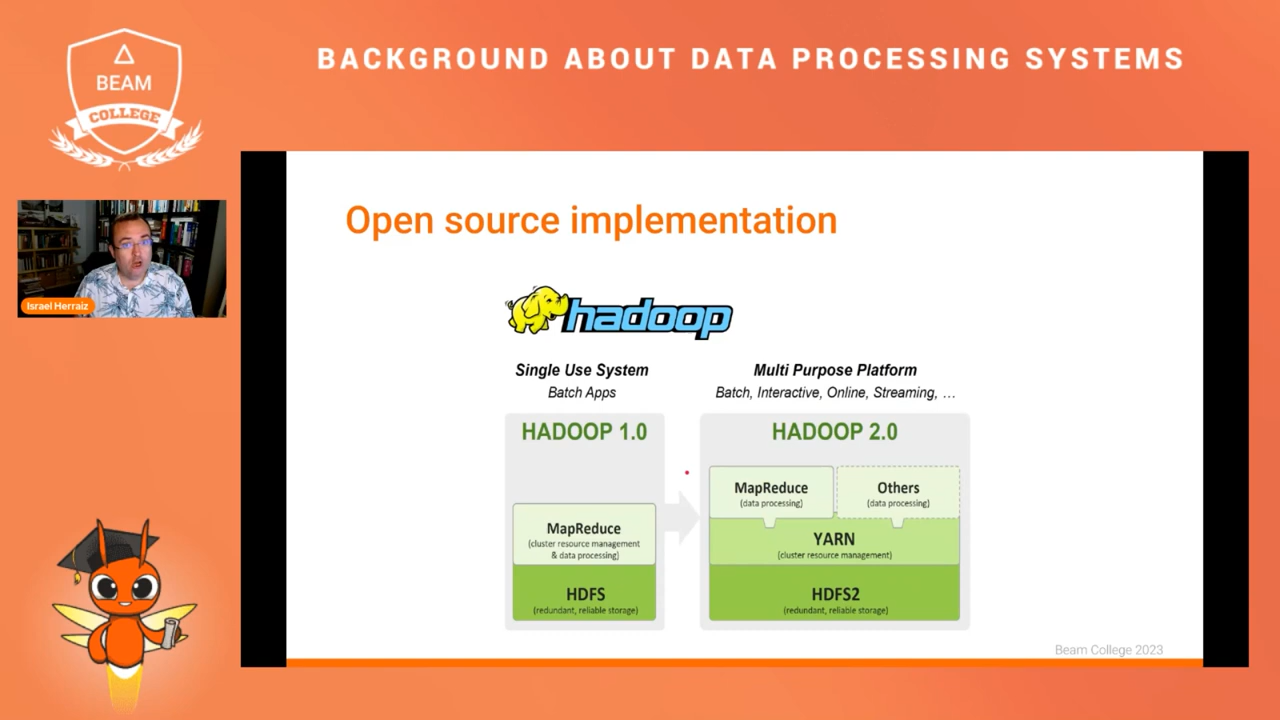 BEAM
COLLEGE
BACKGROUND ABOUT DATA PROCESSING SYSTEMS
Israel Herraiz
Open source implementation
hadoop
Single Use System
Batch Apps
HADOOP 1.0
MapReduce
(cluster resource management
& data processing)
HDFS
(redundant, reliable storage)
Multi Purpose Platform
Batch, Interactive, Online, Streaming, …
HADOOP 2.0
MapReduce
(data processing)
Others
(data processing)
YARN
(cluster resource management)
HDFS2
(redundant, reliable storage)
Beam College 2023